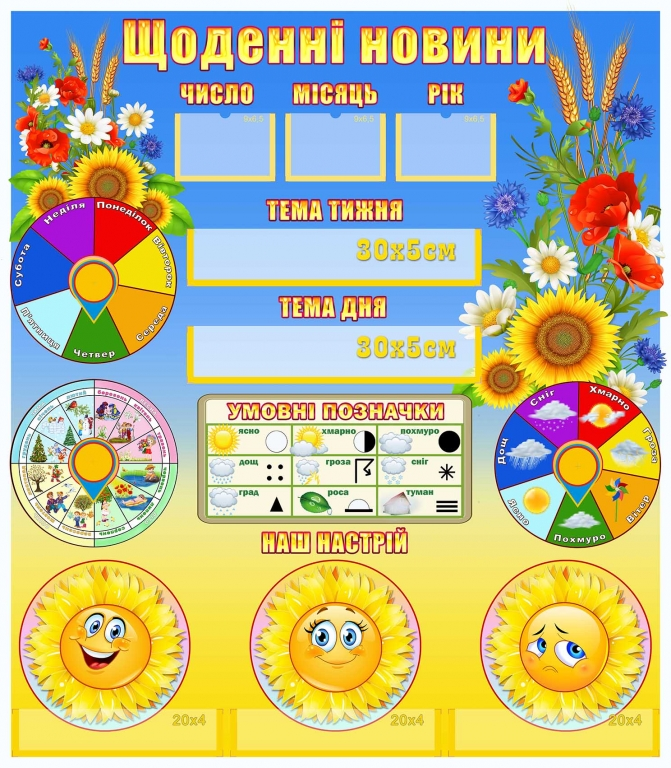 Щоденні новини
ЧИСЛО МІСЯЦЬ РІК
9х6,5 9х6,5 9х6,5
ТЕМА ТИЖНЯ
30х5см
ТЕМА ДНЯ
30х5см
Неділя
Понеділок
Вівторок
Середа
Четвер
П'ятниця
Субота
УМОВНІ ПОЗНАЧКИ
ясно хмарно похмуро
дощ гроза сніг
град роса туман
Сніг
Хмарно
Гроза
Вітер
Похмуро
Ясно
Дощ
НАШ НАСТРІЙ
20х4 20х4 20х4